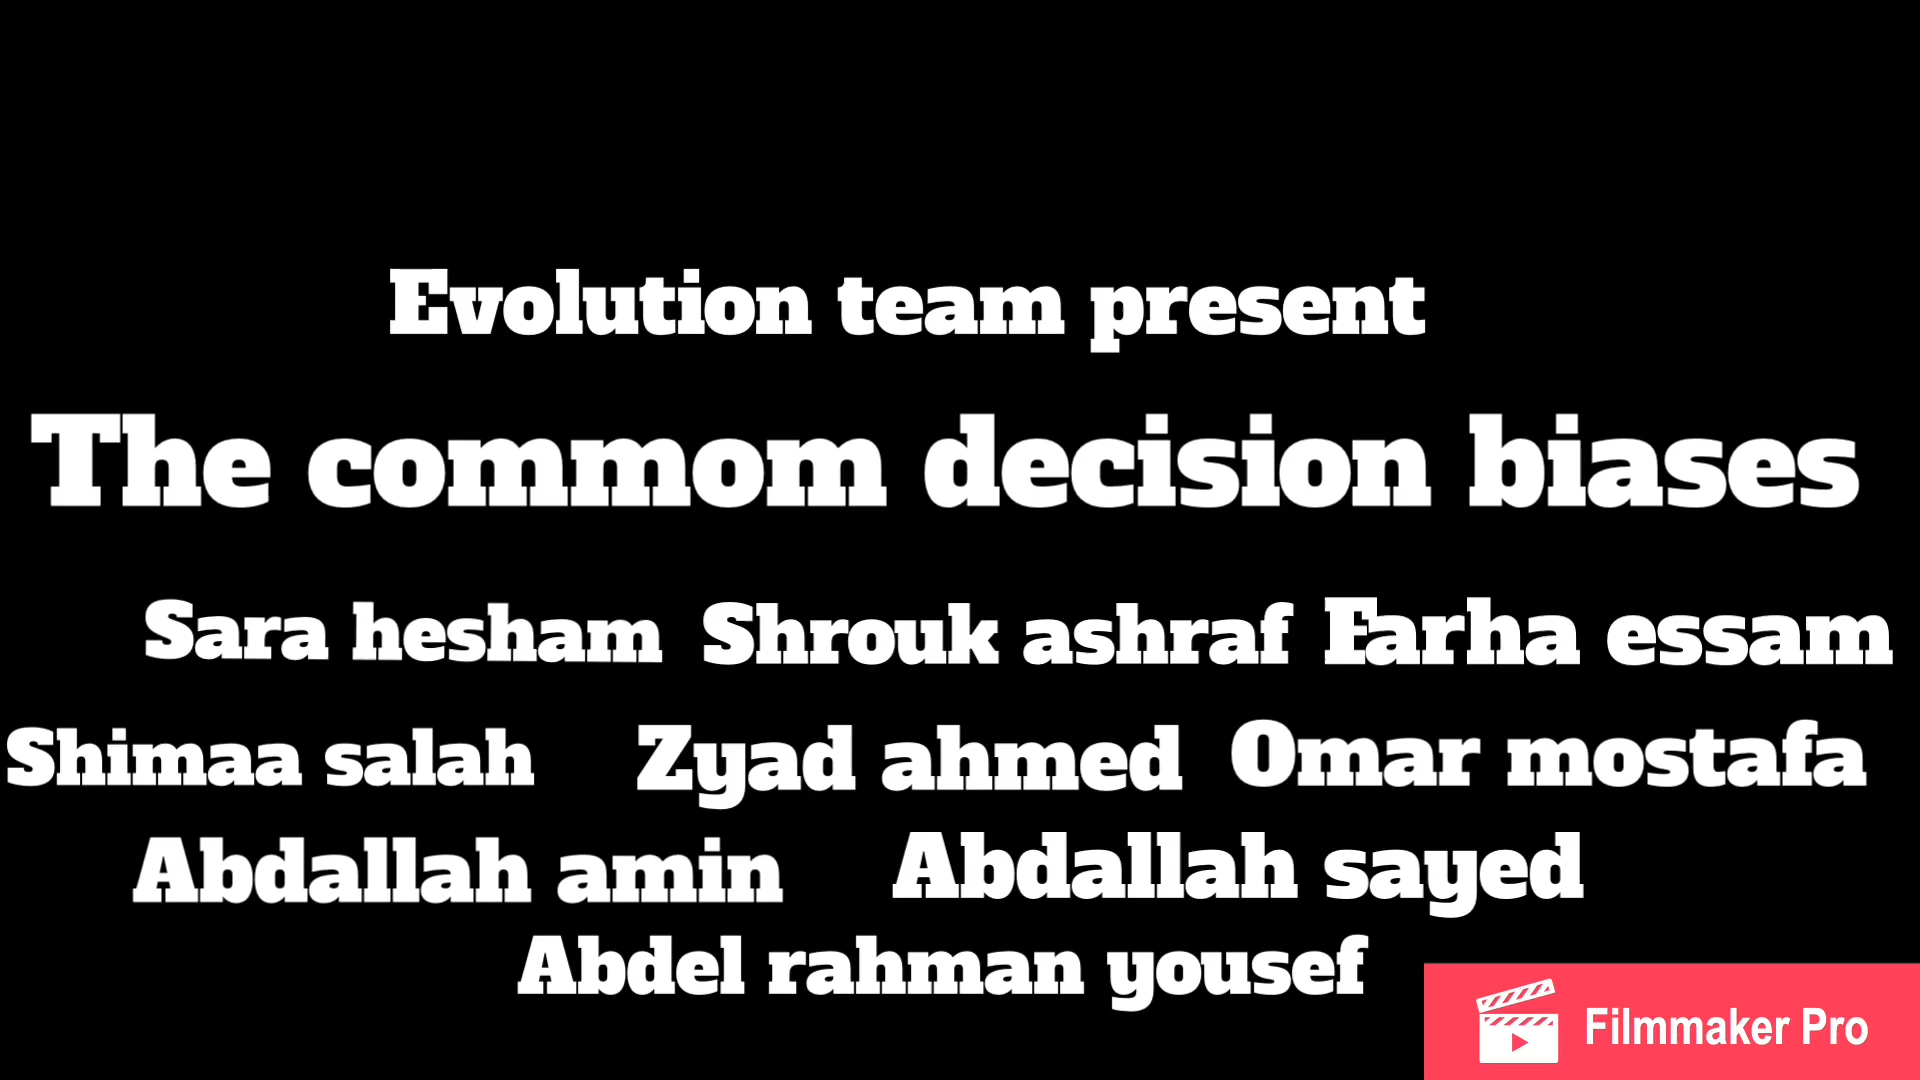 Evolution team present
The commom decision biases
Sara hesham Shrouk ashraf Farha essam
Shimaa salah Zyad ahmed Omar mostafa
Abdallah amin Abdallah sayed
Abdel rahman yousef
Filmmaker Pro